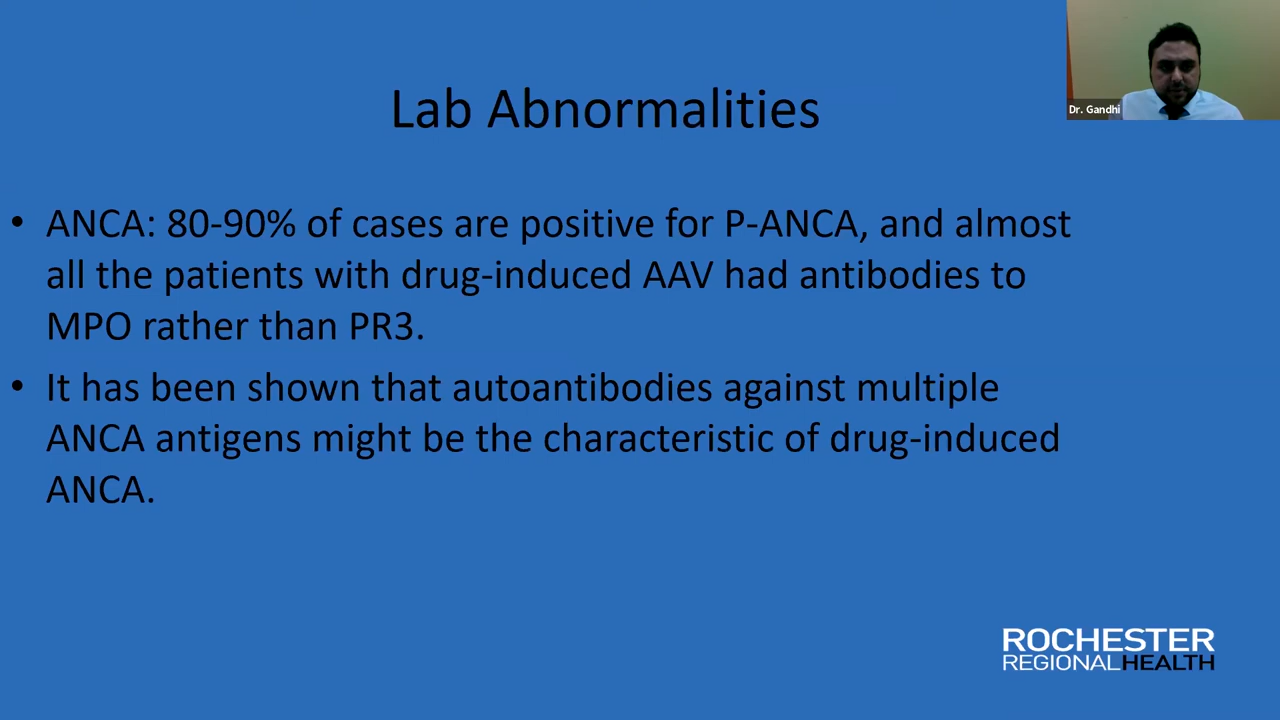 Dr. Gandhi
Lab Abnormalities
• ANCA: 80-90% of cases are positive for P-ANCA, and almost
all the patients with drug-induced AAV had antibodies to
MPO rather than PR3.
• It has been shown that autoantibodies against multiple
ANCA antigens might be the characteristic of drug-induced
ANCA.
ROCHESTER
REGIONALHEALTH